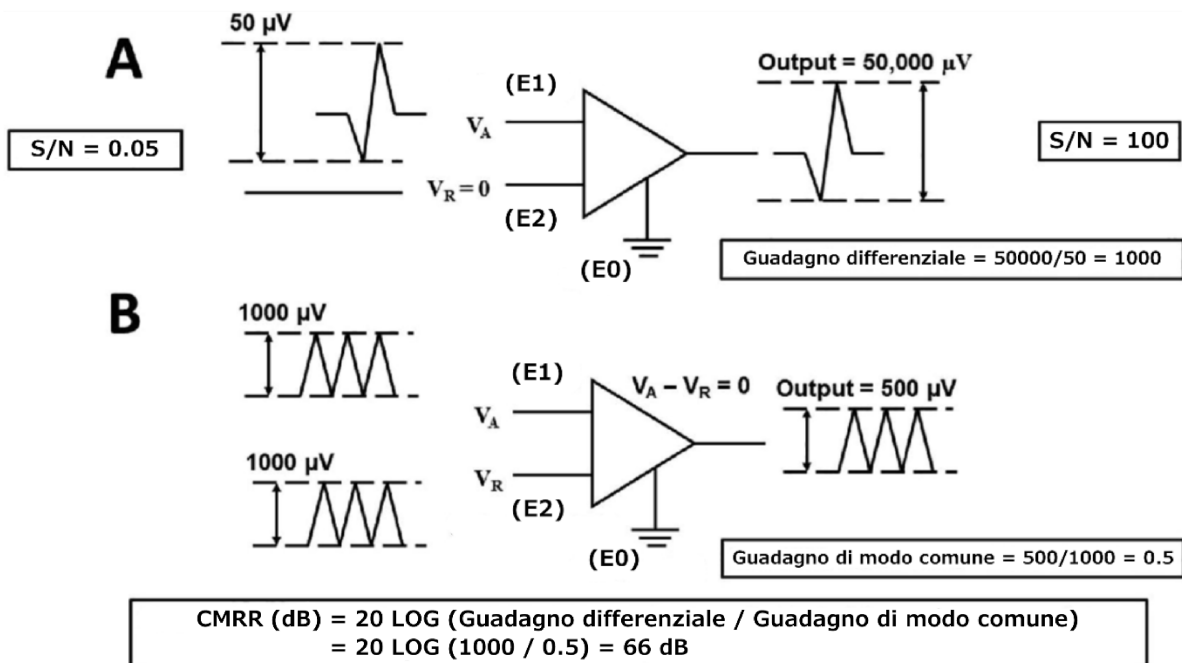 A
50 µV
S/N = 0.05
(E1)
V_A
V_R = 0
(E2)
(E0)
Output = 50,000 µV
S/N = 100
Guadagno differenziale = 50000/50 = 1000
B
1000 µV
1000 µV
(E1)
V_A
V_A – V_R = 0
V_R
(E2)
(E0)
Output = 500 µV
Guadagno di modo comune = 500/1000 = 0.5
CMRR (dB) = 20 LOG (Guadagno differenziale / Guadagno di modo comune)
= 20 LOG (1000 / 0.5) = 66 dB